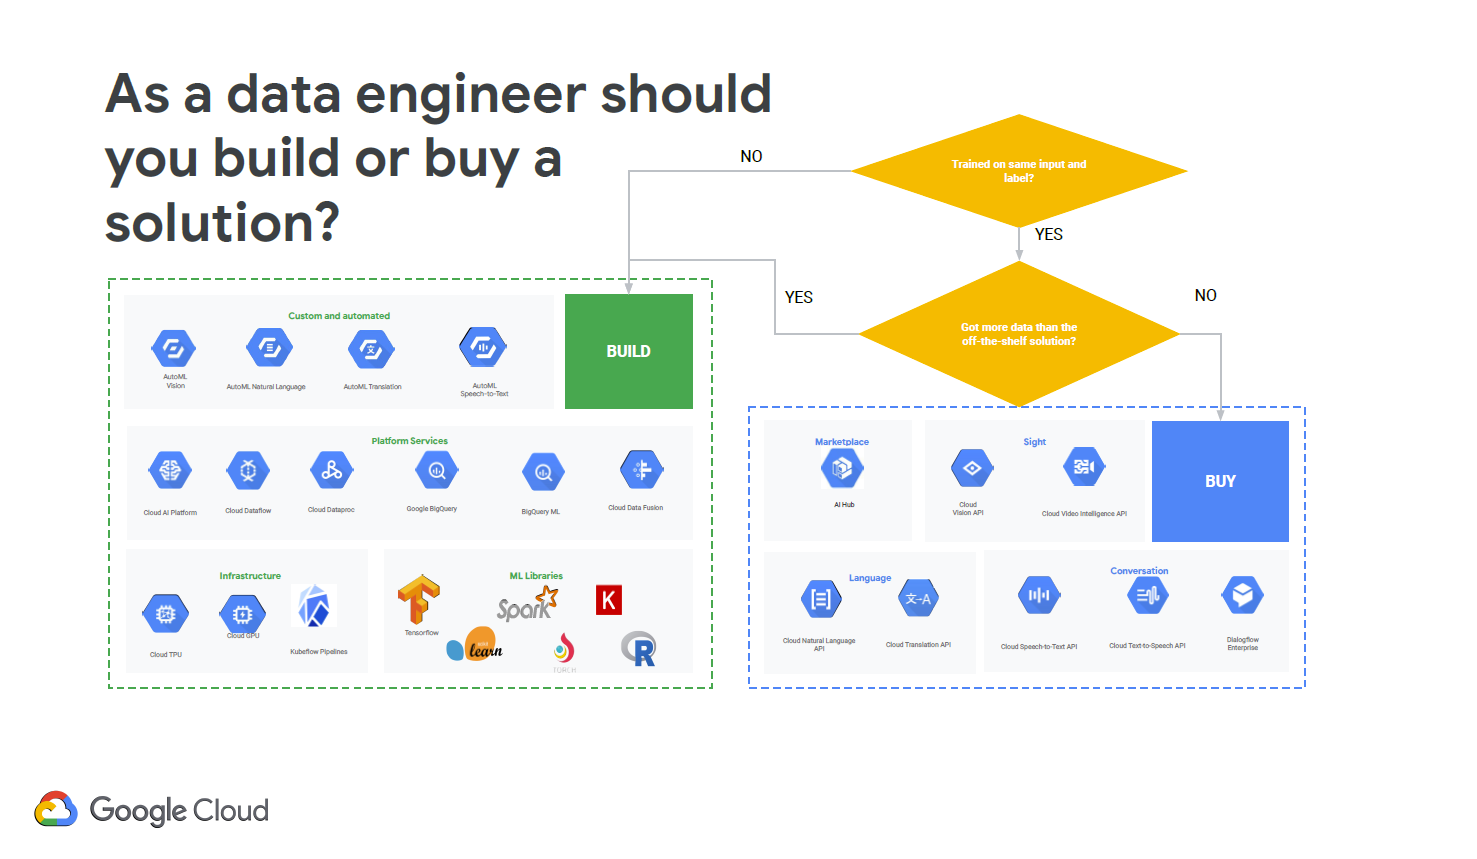 As a data engineer should
you build or buy a
solution?
NO
Trained on same input and
label?
YES
YES
NO
Got more data than the
off-the-shelf solution?
Custom and automated
AutoML
Vision
AutoML Natural Language
AutoML Translation
AutoML
Speech-to-Text
BUILD
Platform Services
Cloud AI Platform
Cloud Dataflow
Cloud Dataproc
Google BigQuery
BigQuery ML
Cloud Data Fusion
Infrastructure
Cloud TPU
Cloud GPU
Kubeflow Pipelines
ML Libraries
Tensorflow
Spark
K
learn
TORCH
R
Marketplace
AI Hub
Sight
Cloud
Vision API
Cloud Video Intelligence API
BUY
Language
Cloud Natural Language
API
文→A
Cloud Translation API
Conversation
Cloud Speech-to-Text API
Cloud Text-to-Speech API
Dialogflow
Enterprise
Google Cloud